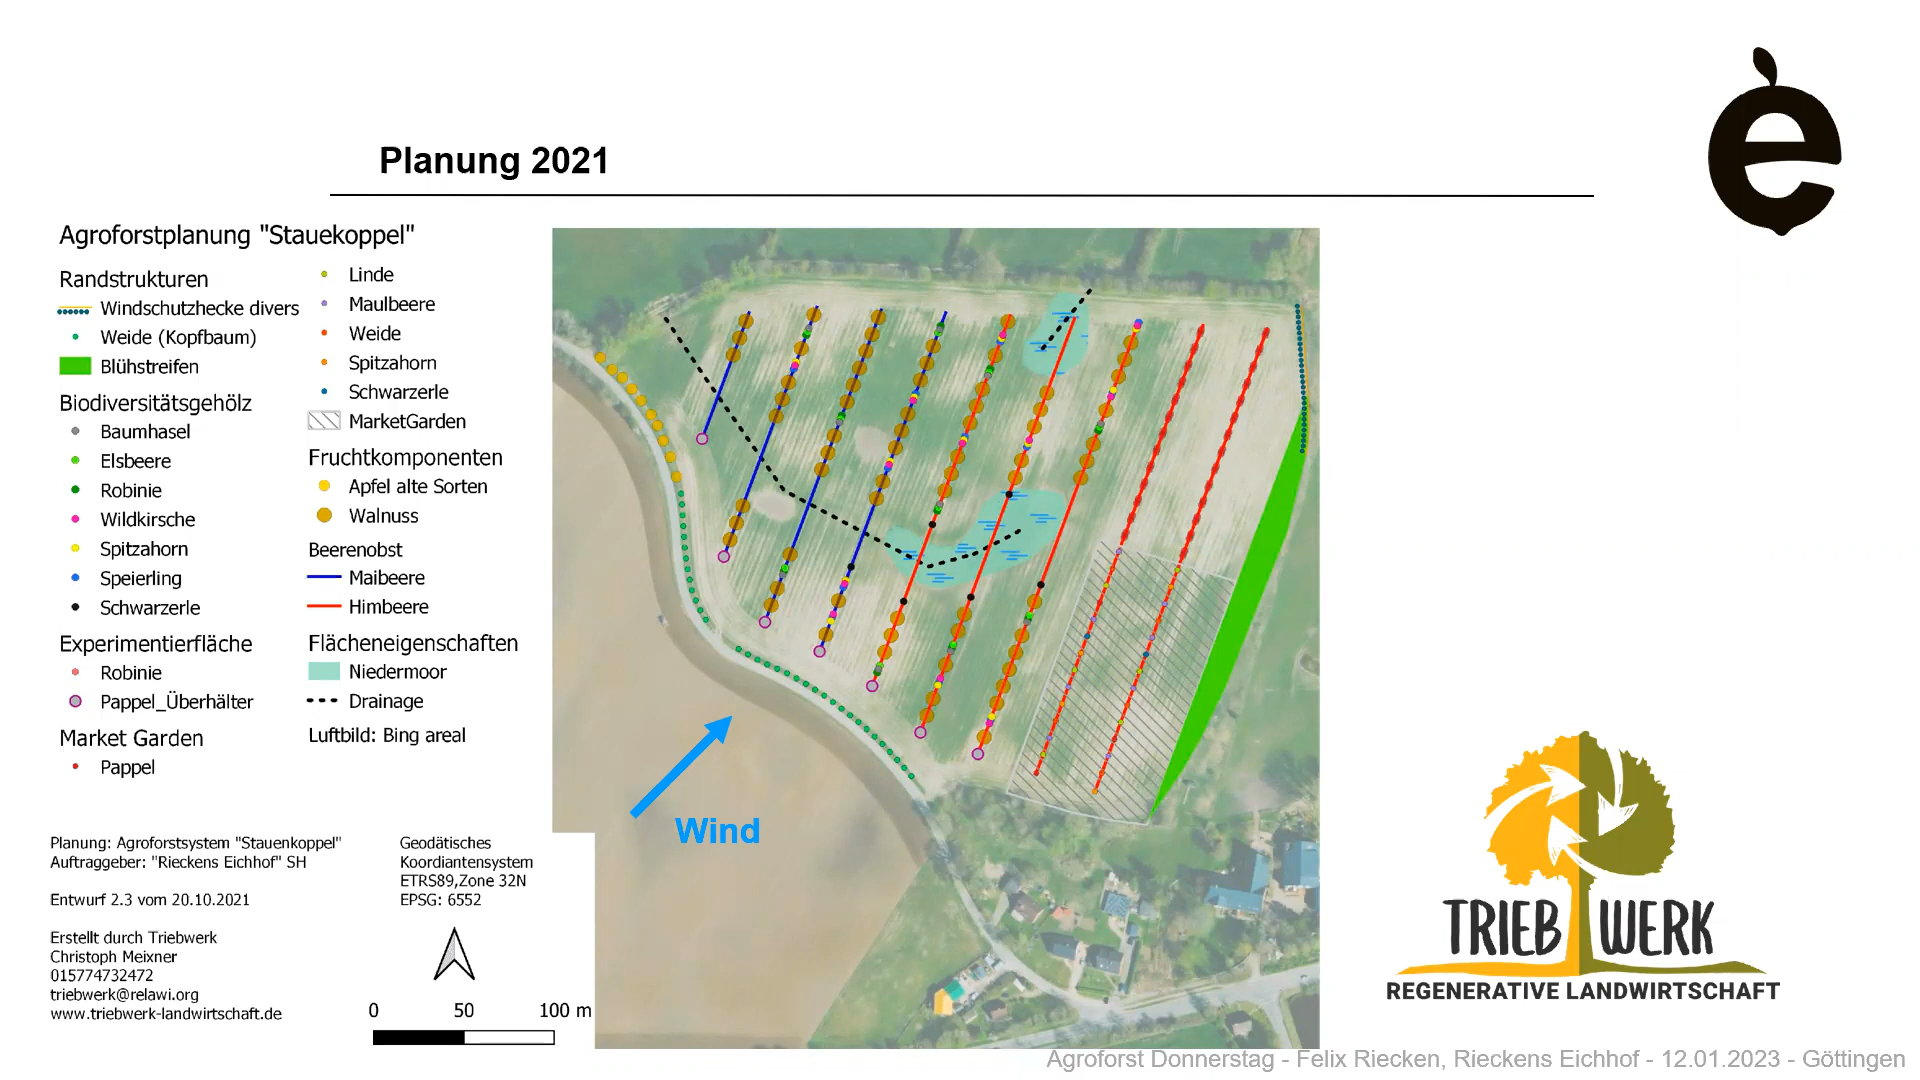 Planung 2021
Agroforstplanung "Stauekoppel"
Randstrukturen
Windschutzhecke divers
Weide (Kopfbaum)
Blühstreifen
Biodiversitätsgehölz
Baumhasel
Elsbeere
Robinie
Wildkirsche
Spitzahorn
Speierling
Schwarzerle
Experimentierfläche
Robinie
Pappel_Überhälter
Market Garden
Pappel
Linde
Maulbeere
Weide
Spitzahorn
Schwarzerle
MarketGarden
Fruchtkomponenten
Apfel alte Sorten
Walnuss
Beerenobst
Maibeere
Himbeere
Flächeneigenschaften
Niedermoor
Drainage
Luftbild: Bing areal
Wind
Planung: Agroforstsystem "Stauenkoppel"
Auftraggeber: "Rieckens Eichhof" SH
Entwurf 2.3 vom 20.10.2021
Erstellt durch Triebwerk
Christoph Meixner
015774732472
triebwerk@relawi.org
www.triebwerk-landwirtschaft.de
Geodätisches
Koordiantensystem
ETRS89,Zone 32N
EPSG: 6552
0 50 100 m
e
TRIEBWERK
REGENERATIVE LANDWIRTSCHAFT
Agroforst Donnerstag - Felix Riecken, Rieckens Eichhof - 12.01.2023 - Göttingen